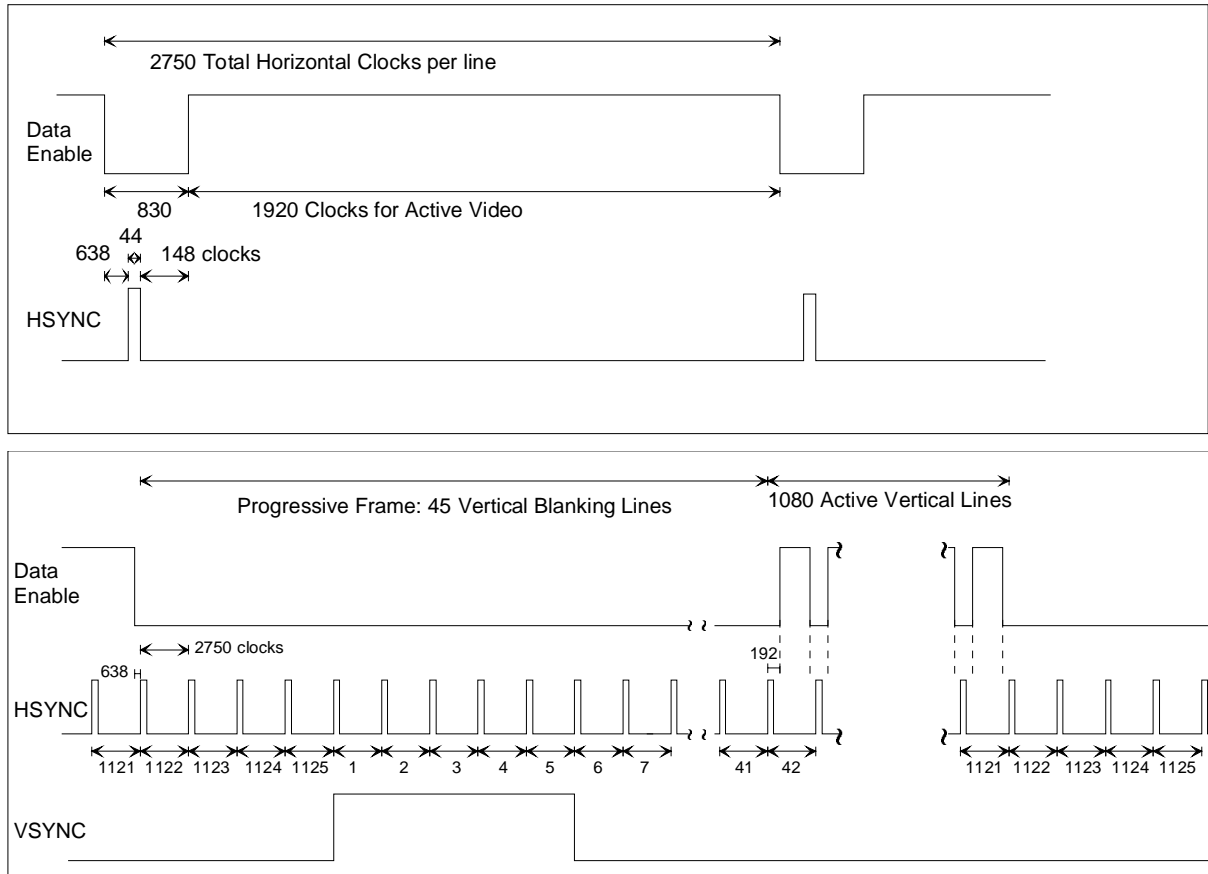 2750 Total Horizontal Clocks per line
Data
Enable
830
1920 Clocks for Active Video
44
638
148 clocks
HSYNC
Progressive Frame: 45 Vertical Blanking Lines
1080 Active Vertical Lines
Data
Enable
2750 clocks
638
192
HSYNC
1121 1122 1123 1124 1125 1 2 3 4 5 6 7 41 42 1121 1122 1123 1124 1125
VSYNC